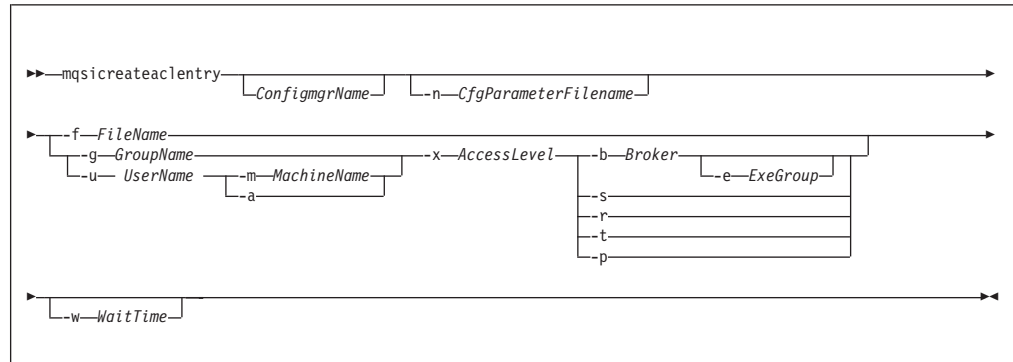 mqsicreateaclentry
ConfigmgrName -n CfgParameterFilename
-f FileName
-g GroupName -x AccessLevel -b Broker
-u UserName -m MachineName -e ExeGroup
-a -s
-r
-t
-p
-w WaitTime